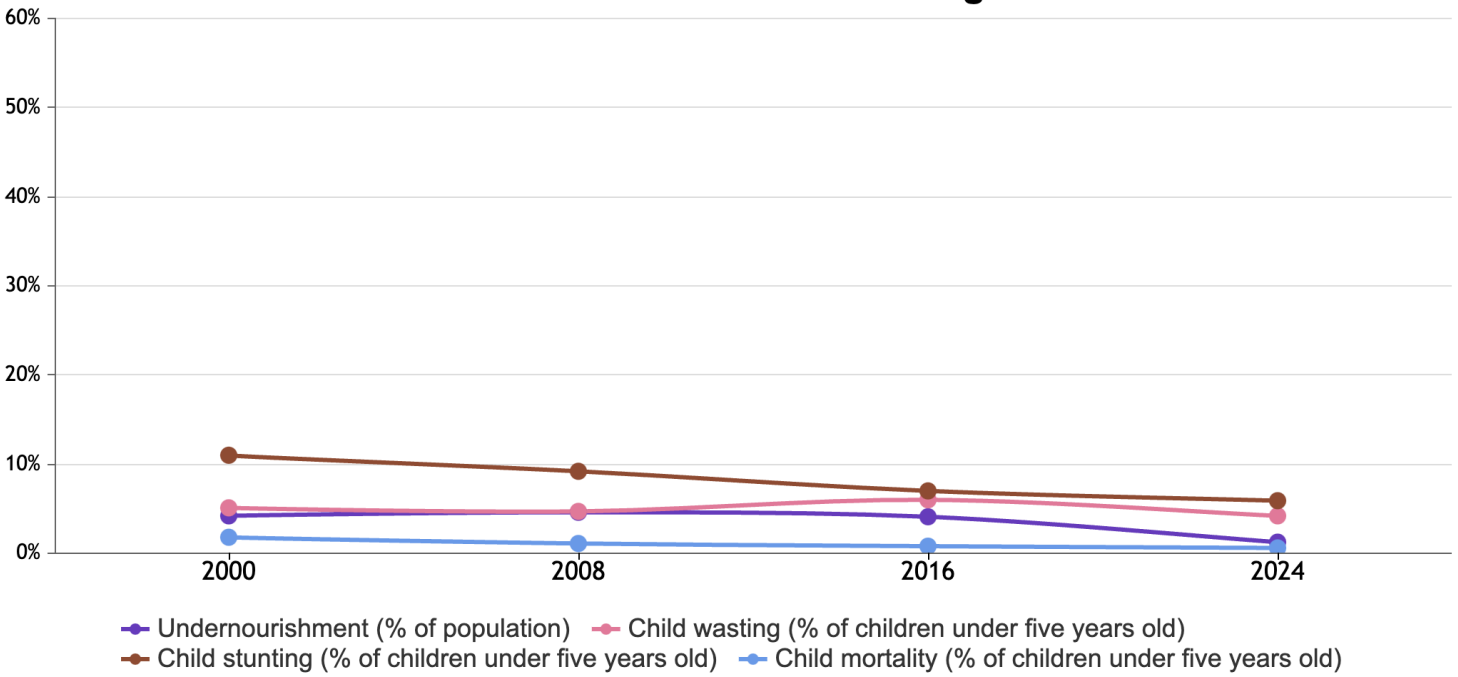 60%
50%
40%
30%
20%
10%
0%
2000 2008 2016 2024
Undernourishment (% of population) Child wasting (% of children under five years old)
Child stunting (% of children under five years old) Child mortality (% of children under five years old)